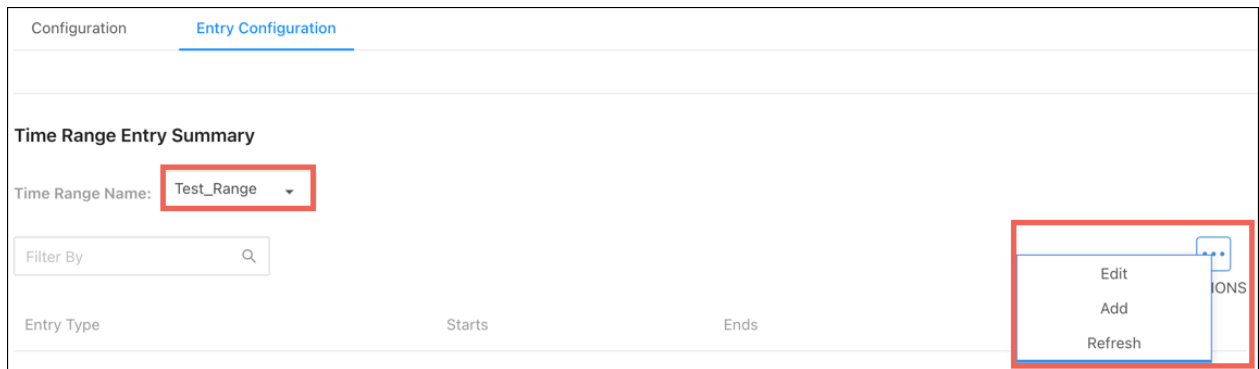 Configuration Entry Configuration
Time Range Entry Summary
Time Range Name: Test_Range
Filter By
Edit
IONS
Add
Entry Type Starts Ends
Refresh